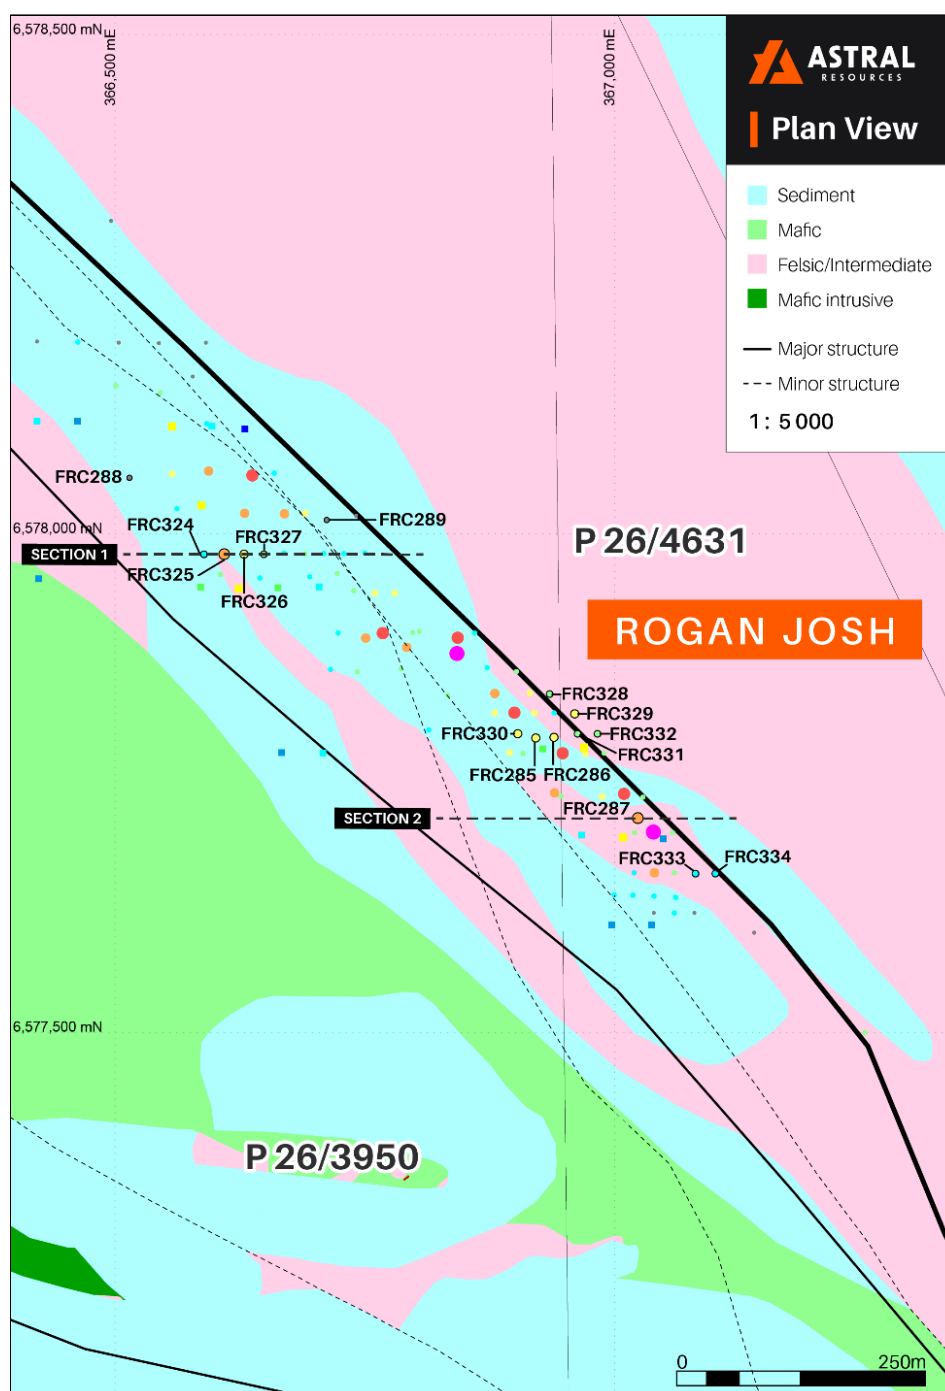 6,578,500 mN
366,500 mE
367,000 mE
ASTRAL
RESOURCES
Plan View
Sediment
Mafic
Felsic/Intermediate
Mafic intrusive
Major structure
Minor structure
1: 5 000
FRC288
FRC289
6,578,000 mN
FRC324
FRC327
SECTION 1
FRC325
FRC326
P 26/4631
ROGAN JOSH
FRC328
FRC329
FRC330
FRC332
FRC331
FRC285
FRC286
FRC287
SECTION 2
FRC333
FRC334
6,577,500 mN
P 26/3950
0
250m